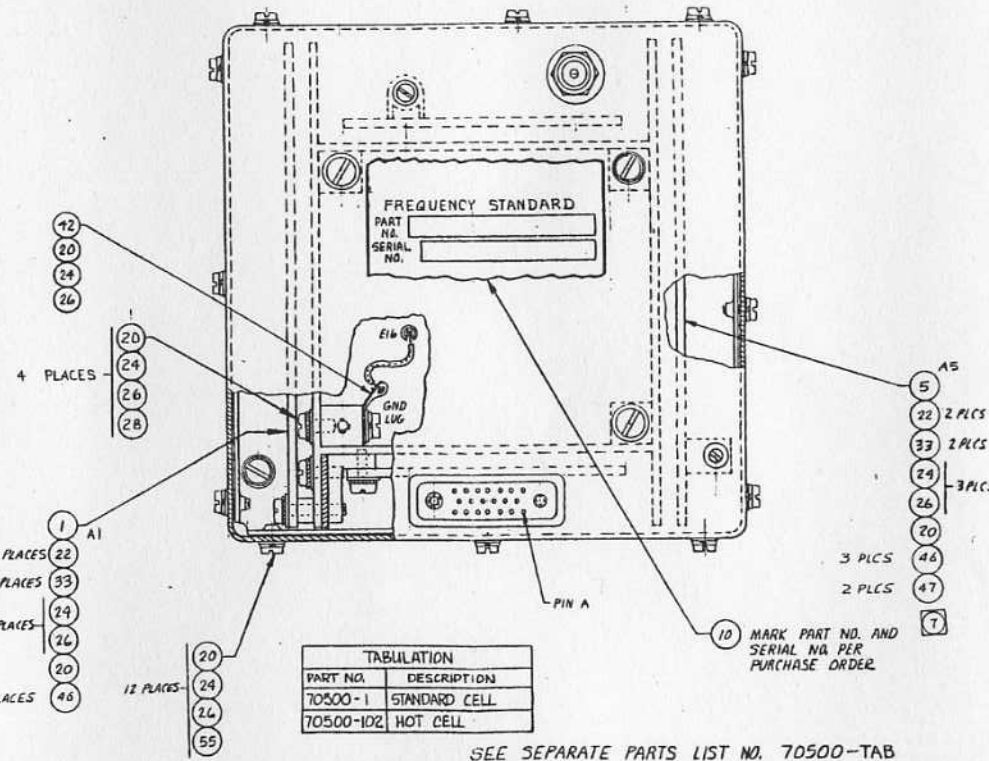 FREQUENCY STANDARD
PART NO.
SERIAL NO.
42
20
24
26
4 PLACES
20
24
26
28
E16
GND LUG
A5
5
22 2 PLCS
33 2 PLCS
24
26
3 PLCS
20
3 PLCS 46
2 PLCS 47
7
1 A1
PLACES 22
PLACES 33
PLACES
24
26
20
PLACES 46
PIN A
10 MARK PART NO. AND
SERIAL NO. PER
PURCHASE ORDER
12 PLACES
20
24
26
55
TABULATION
PART NO. DESCRIPTION
70500-1 STANDARD CELL
70500-102 HOT CELL
SEE SEPARATE PARTS LIST NO. 70500-TAB